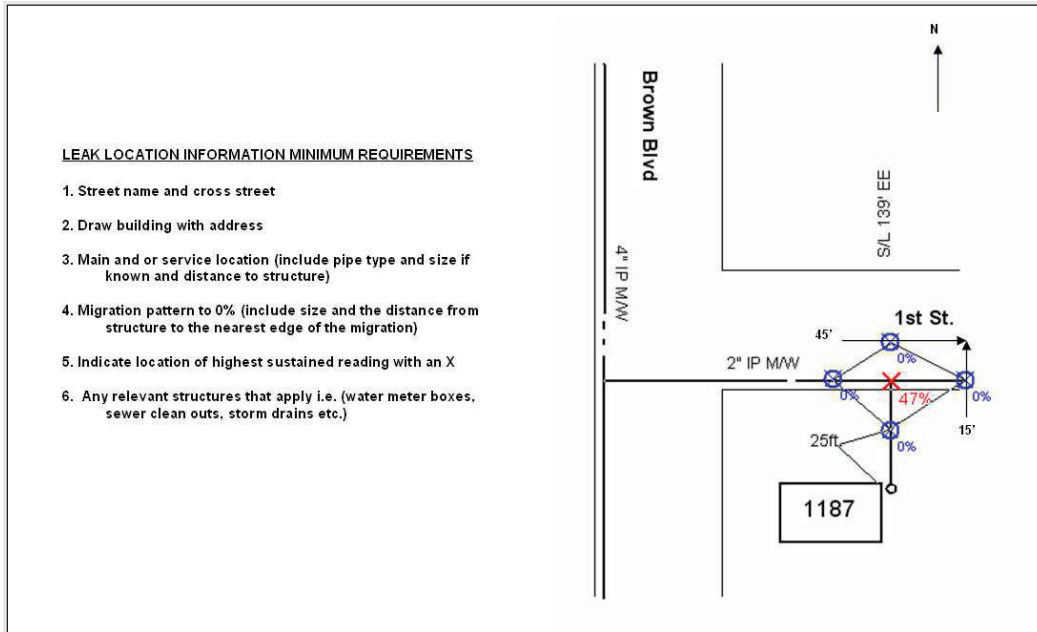 LEAK LOCATION INFORMATION MINIMUM REQUIREMENTS
1. Street name and cross street
2. Draw building with address
3. Main and or service location (include pipe type and size if
known and distance to structure)
4. Migration pattern to 0% (include size and the distance from
structure to the nearest edge of the migration)
5. Indicate location of highest sustained reading with an X
6. Any relevant structures that apply i.e. (water meter boxes,
sewer clean outs, storm drains etc.)
N
Brown Blvd
S/L 139' EE
4" IP M/W
1st St.
45'
0%
2" IP M/W
0%
47%
0%
15'
0%
25ft.
1187